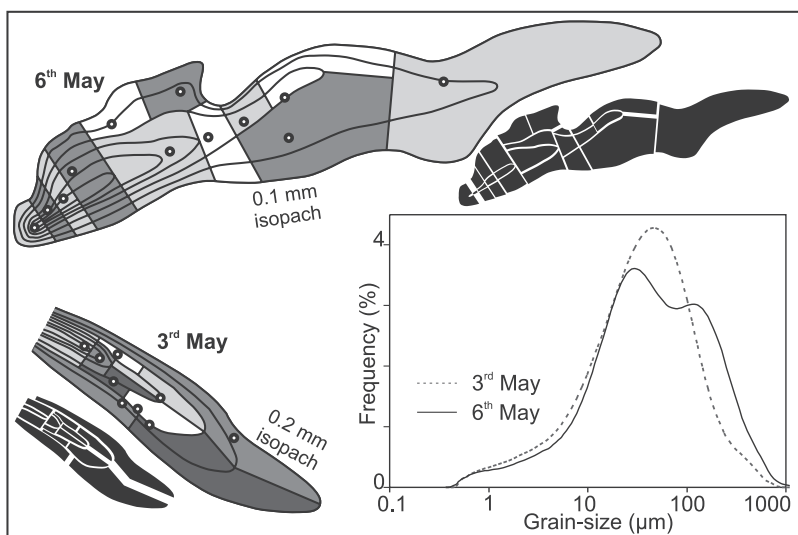 6th May
0.1 mm
isopach
3rd May
0.2 mm
isopach
4
Frequency (%)
3rd May
6th May
0
0.1
1
10
100
1000
Grain-size (µm)